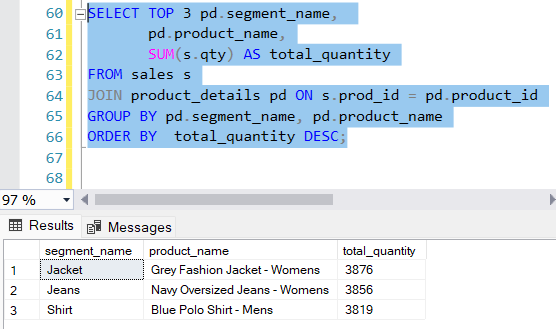 60 SELECT TOP 3 pd.segment_name,
61 pd.product_name,
62 SUM(s.qty) AS total_quantity
63 FROM sales s
64 JOIN product_details pd ON s.prod_id = pd.product_id
65 GROUP BY pd.segment_name, pd.product_name
66 ORDER BY  total_quantity DESC;
67
68
97 %
Results Messages
segment_name product_name total_quantity
1 Jacket Grey Fashion Jacket - Womens 3876
2 Jeans Navy Oversized Jeans - Womens 3856
3 Shirt Blue Polo Shirt - Mens 3819